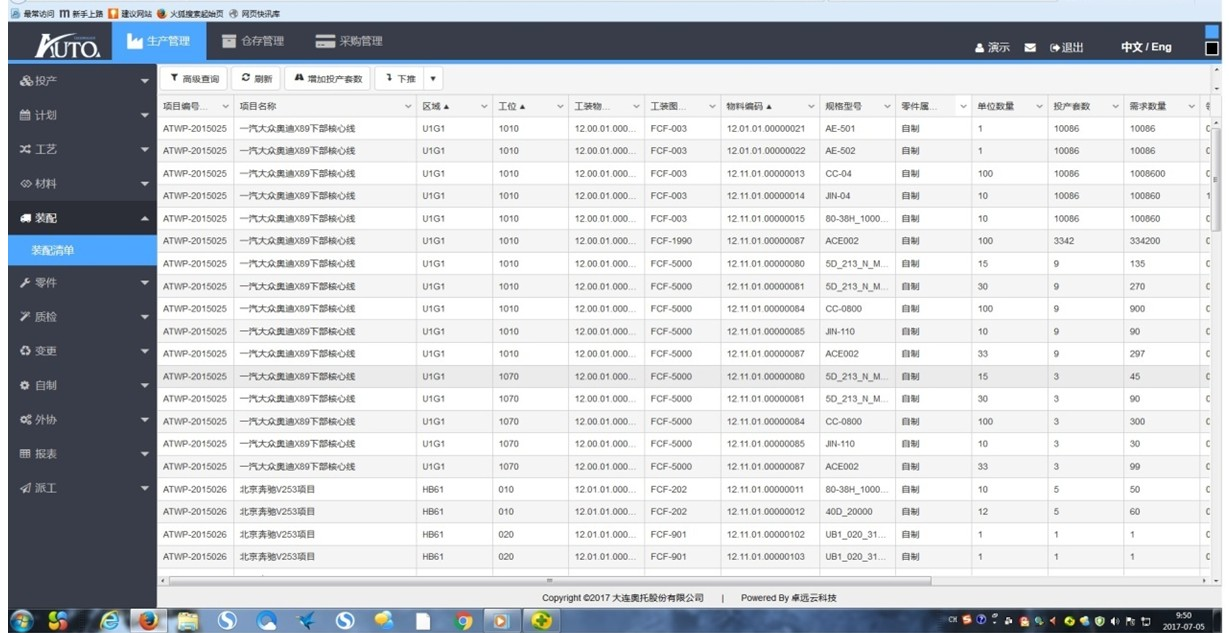 最常访问 新手上路 建议网站 火狐搜索起始页 网页快讯库
AUTO.
生产管理 仓存管理 采购管理
演示 退出 中文 / Eng
投产
计划
工艺
材料
装配
装配清单
零件
质检
变更
自制
外协
报表
派工
高级查询 刷新 增加投产套数 下推
项目编号... 项目名称 区域 工位 工装物... 工装图... 物料编码 规格型号 零件属... 单位数量 投产套数 需求数量
ATWP-2015025 一汽大众奥迪X89下部核心线 U1G1 1010 12.00.01.000... FCF-003 12.01.01.00000021 AE-501 自制 1 10086 10086
ATWP-2015025 一汽大众奥迪X89下部核心线 U1G1 1010 12.00.01.000... FCF-003 12.01.01.00000022 AE-502 自制 1 10086 10086
ATWP-2015025 一汽大众奥迪X89下部核心线 U1G1 1010 12.00.01.000... FCF-003 12.11.01.00000013 CC-04 自制 100 10086 1008600
ATWP-2015025 一汽大众奥迪X89下部核心线 U1G1 1010 12.00.01.000... FCF-003 12.11.01.00000014 JIN-04 自制 10 10086 100860
ATWP-2015025 一汽大众奥迪X89下部核心线 U1G1 1010 12.00.01.000... FCF-003 12.11.01.00000015 80-38H_1000... 自制 10 10086 100860
ATWP-2015025 一汽大众奥迪X89下部核心线 U1G1 1010 12.00.01.000... FCF-1990 12.11.01.00000087 ACE002 自制 100 3342 334200
ATWP-2015025 一汽大众奥迪X89下部核心线 U1G1 1010 12.00.01.000... FCF-5000 12.11.01.00000080 5D_213_N_M... 自制 15 9 135
ATWP-2015025 一汽大众奥迪X89下部核心线 U1G1 1010 12.00.01.000... FCF-5000 12.11.01.00000081 5D_213_N_M... 自制 30 9 270
ATWP-2015025 一汽大众奥迪X89下部核心线 U1G1 1010 12.00.01.000... FCF-5000 12.11.01.00000084 CC-0800 自制 100 9 900
ATWP-2015025 一汽大众奥迪X89下部核心线 U1G1 1010 12.00.01.000... FCF-5000 12.11.01.00000085 JIN-110 自制 10 9 90
ATWP-2015025 一汽大众奥迪X89下部核心线 U1G1 1010 12.00.01.000... FCF-5000 12.11.01.00000087 ACE002 自制 33 9 297
ATWP-2015025 一汽大众奥迪X89下部核心线 U1G1 1070 12.00.01.000... FCF-5000 12.11.01.00000080 5D_213_N_M... 自制 15 3 45
ATWP-2015025 一汽大众奥迪X89下部核心线 U1G1 1070 12.00.01.000... FCF-5000 12.11.01.00000081 5D_213_N_M... 自制 30 3 90
ATWP-2015025 一汽大众奥迪X89下部核心线 U1G1 1070 12.00.01.000... FCF-5000 12.11.01.00000084 CC-0800 自制 100 3 300
ATWP-2015025 一汽大众奥迪X89下部核心线 U1G1 1070 12.00.01.000... FCF-5000 12.11.01.00000085 JIN-110 自制 10 3 30
ATWP-2015025 一汽大众奥迪X89下部核心线 U1G1 1070 12.00.01.000... FCF-5000 12.11.01.00000087 ACE002 自制 33 3 99
ATWP-2015026 北京奔驰V253项目 HB61 010 12.01.01.000... FCF-202 12.11.01.00000011 80-38H_1000... 自制 10 5 50
ATWP-2015026 北京奔驰V253项目 HB61 010 12.01.01.000... FCF-202 12.11.01.00000012 40D_20000 自制 12 5 60
ATWP-2015026 北京奔驰V253项目 HB61 020 12.01.01.000... FCF-901 12.11.01.00000102 UB1_020_31... 自制 1 1 1
ATWP-2015026 北京奔驰V253项目 HB61 020 12.01.01.000... FCF-901 12.11.01.00000103 UB1_020_31... 自制 1 1 1
Copyright ©2017 大连奥托股份有限公司 | Powered By 卓远云科技
CH 9:50
2017-07-05